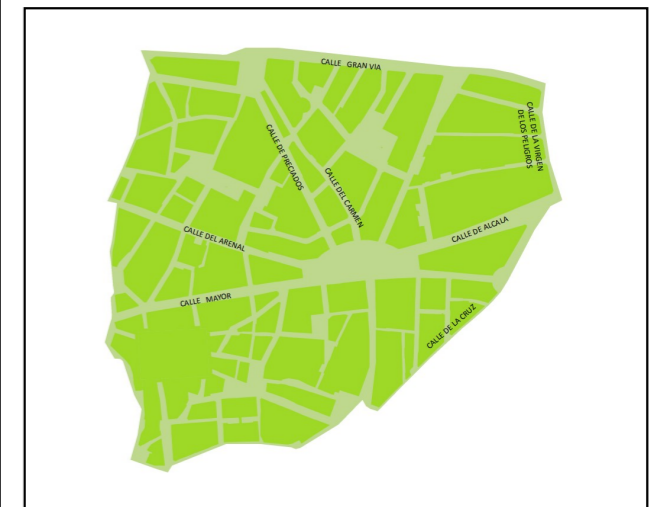 CALLE GRAN VIA
CALLE DE LA VIRGEN
DE LOS PELIGROS
CALLE DE PRECIADOS
CALLE DEL CARMEN
CALLE DEL ARENAL
CALLE DE ALCALA
CALLE MAYOR
CALLE DE LA CRUZ